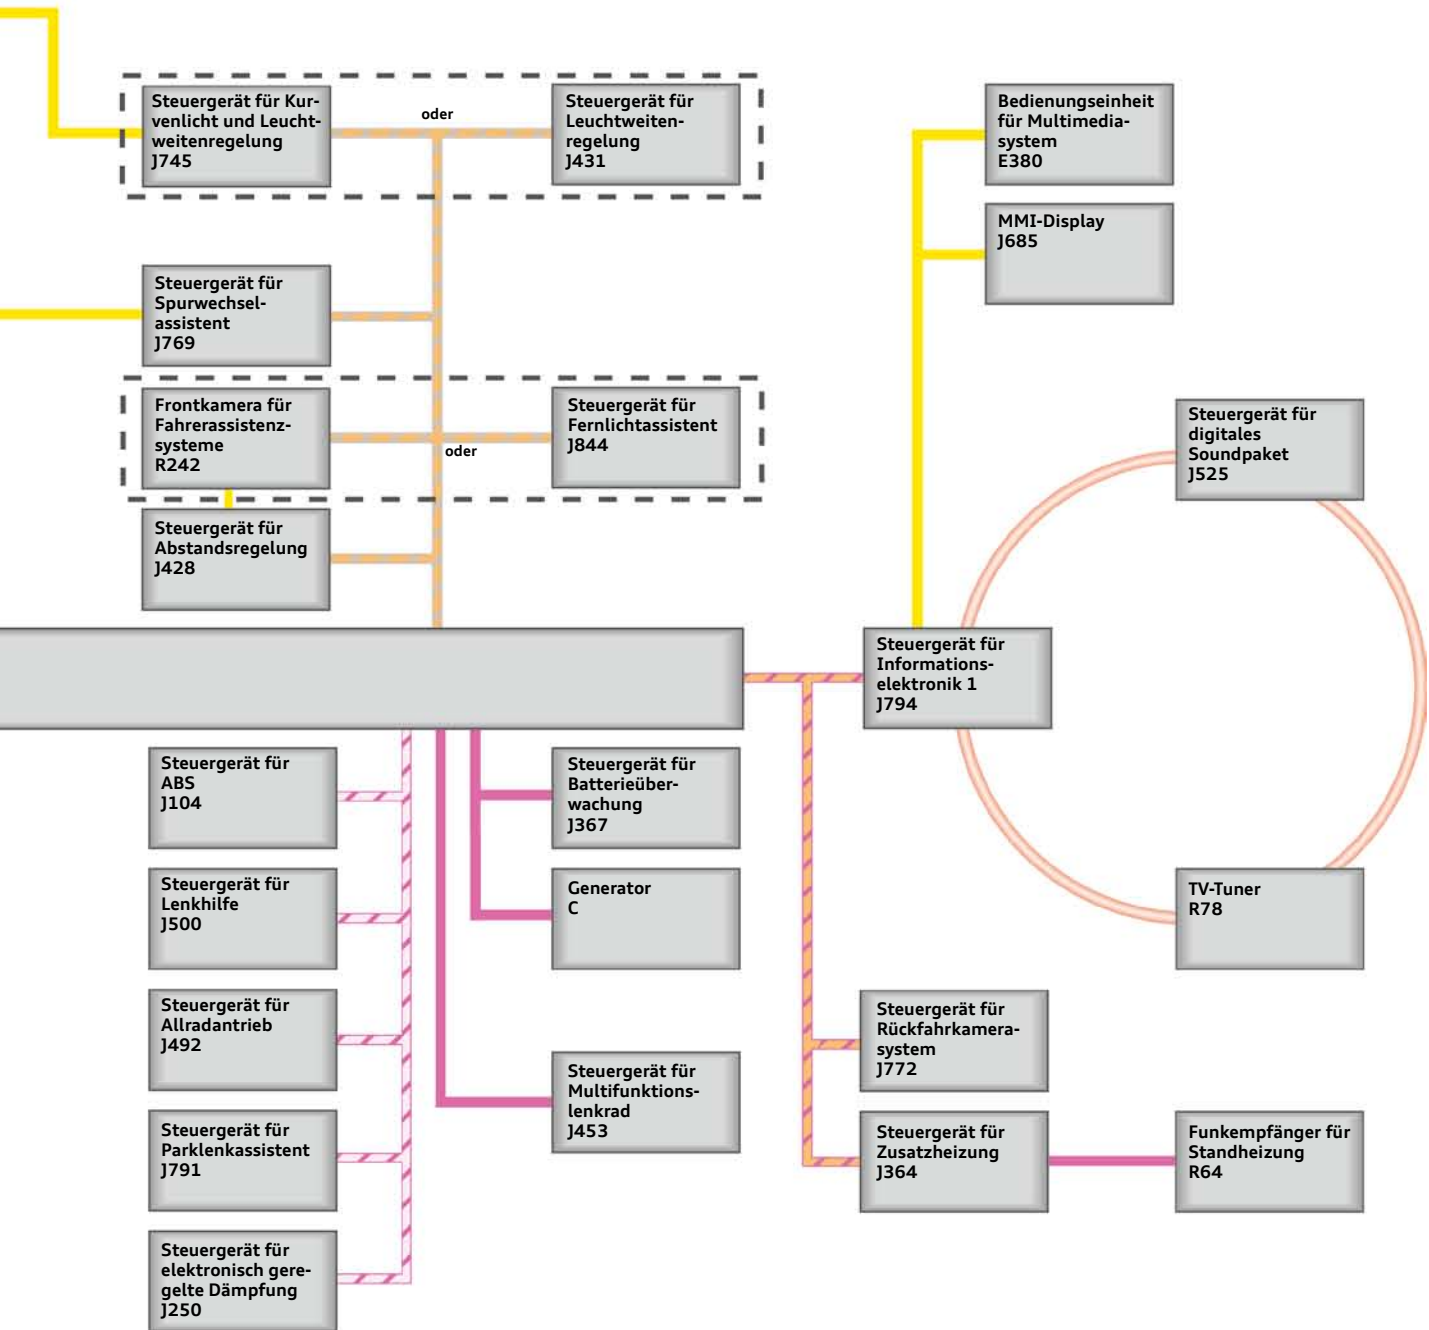 Steuergerät für Kur-
venlicht und Leucht-
weitenregelung
J745
oder
Steuergerät für
Leuchtweiten-
regelung
J431
Bedienungseinheit
für Multimedia-
system
E380
MMI-Display
J685
Steuergerät für
Spurwechsel-
assistent
J769
Frontkamera für
Fahrerassistenz-
systeme
R242
oder
Steuergerät für
Fernlichtassistent
J844
Steuergerät für
digitales
Soundpaket
J525
Steuergerät für
Abstandsregelung
J428
Steuergerät für
Informations-
elektronik 1
J794
Steuergerät für
ABS
J104
Steuergerät für
Batterieüber-
wachung
J367
Steuergerät für
Lenkhilfe
J500
Generator
C
TV-Tuner
R78
Steuergerät für
Allradantrieb
J492
Steuergerät für
Rückfahrkamera-
system
J772
Steuergerät für
Multifunktions-
lenkrad
J453
Steuergerät für
Parklenkassistent
J791
Steuergerät für
Zusatzheizung
J364
Funkempfänger für
Standheizung
R64
Steuergerät für
elektronisch gere-
gelte Dämpfung
J250